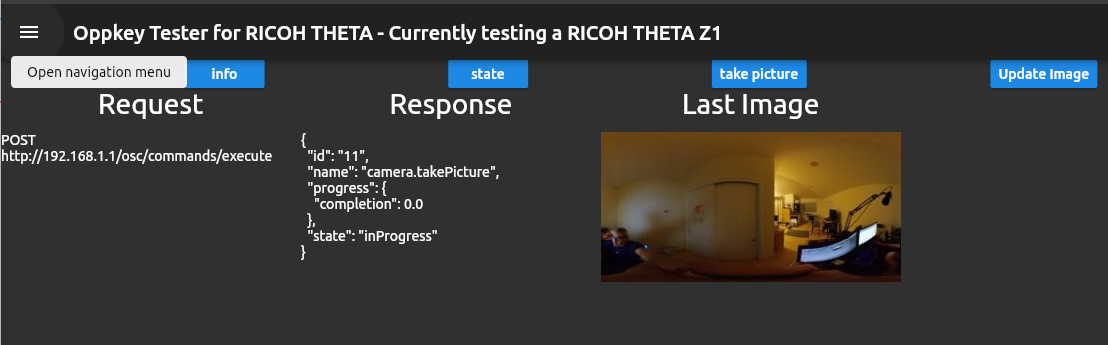 Oppkey Tester for RICOH THETA - Currently testing a RICOH THETA Z1
Open navigation menu
info
state
take picture
Update Image
Request
Response
Last Image
POST
http://192.168.1.1/osc/commands/execute
{
"id": "11",
"name": "camera.takePicture",
"progress": {
"completion": 0.0
},
"state": "inProgress"
}